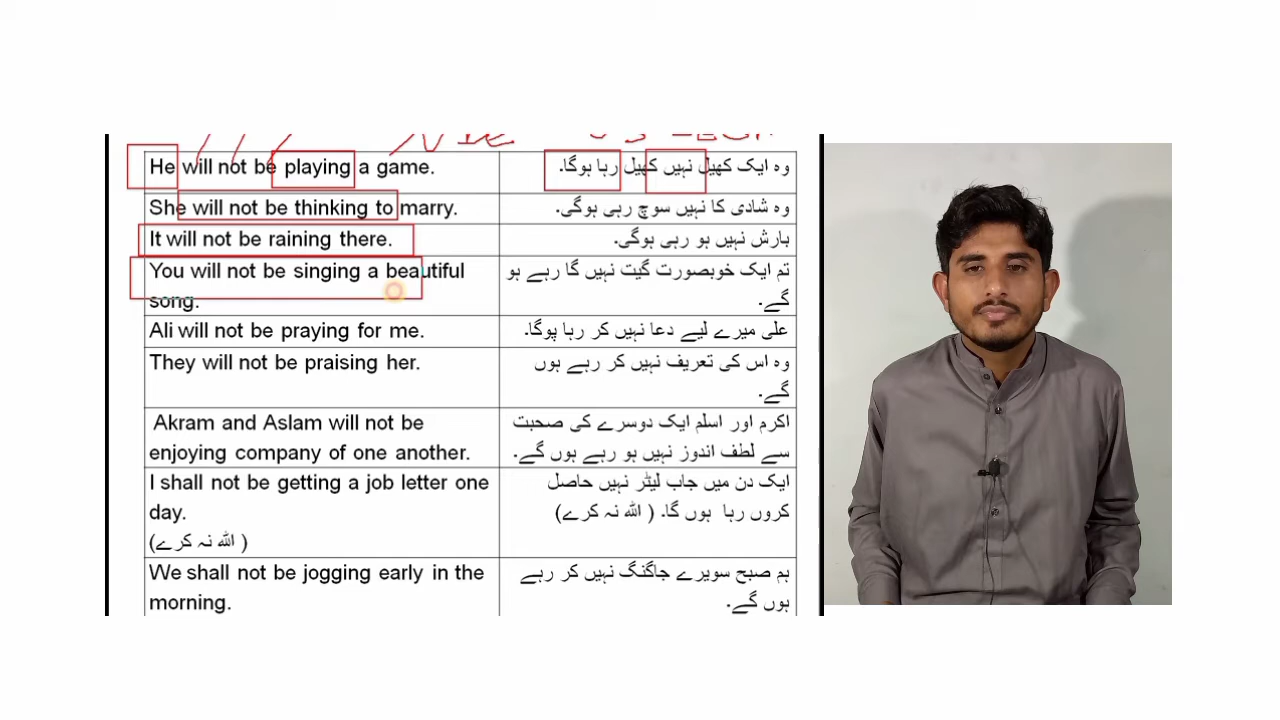 He will not be playing a game.
وہ ایک کھیل نہیں کھیل رہا ہوگا۔
She will not be thinking to marry.
وہ شادی کا نہیں سوچ رہی ہوگی۔
It will not be raining there.
بارش نہیں ہو رہی ہوگی۔
You will not be singing a beautiful
song.
تم ایک خوبصورت گیت نہیں گا رہے ہو
گے۔
Ali will not be praying for me.
علی میرے لیے دعا نہیں کر رہا پوگا۔
They will not be praising her.
وہ اس کی تعریف نہیں کر رہے ہوں
گے۔
Akram and Aslam will not be
enjoying company of one another.
اکرم اور اسلم ایک دوسرے کی صحبت
سے لطف اندوز نہیں ہو رہے ہوں گے۔
I shall not be getting a job letter one
day.
( اللہ نہ کرے)
ایک دن میں جاب لیٹر نہیں حاصل
کروں رہا ہوں گا۔ ( اللہ نہ کرے)
We shall not be jogging early in the
morning.
ہم صبح سویرے جاگنگ نہیں کر رہے
ہوں گے۔